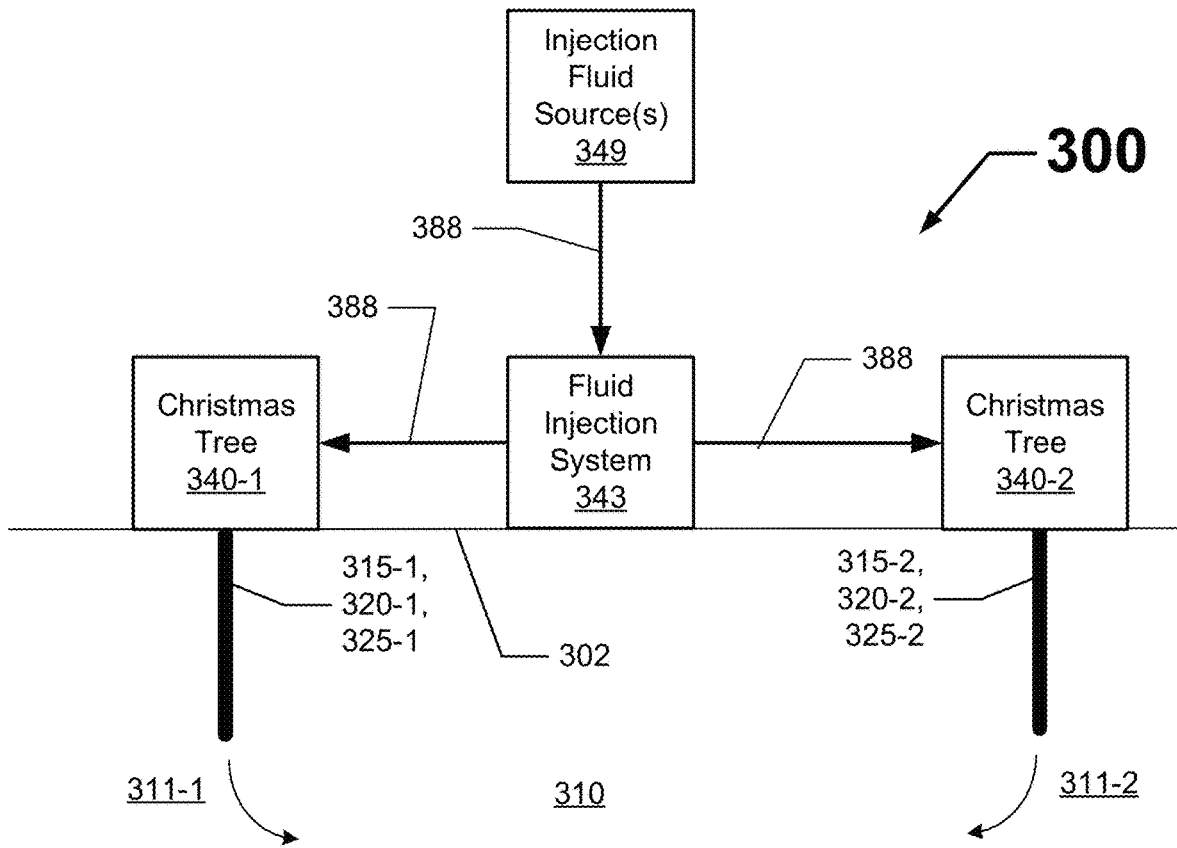 Injection
Fluid
Source(s)
349
300
388
388
388
Christmas
Tree
340-1
Fluid
Injection
System
343
Christmas
Tree
340-2
315-1,
320-1,
325-1
302
315-2,
320-2,
325-2
311-1
310
311-2